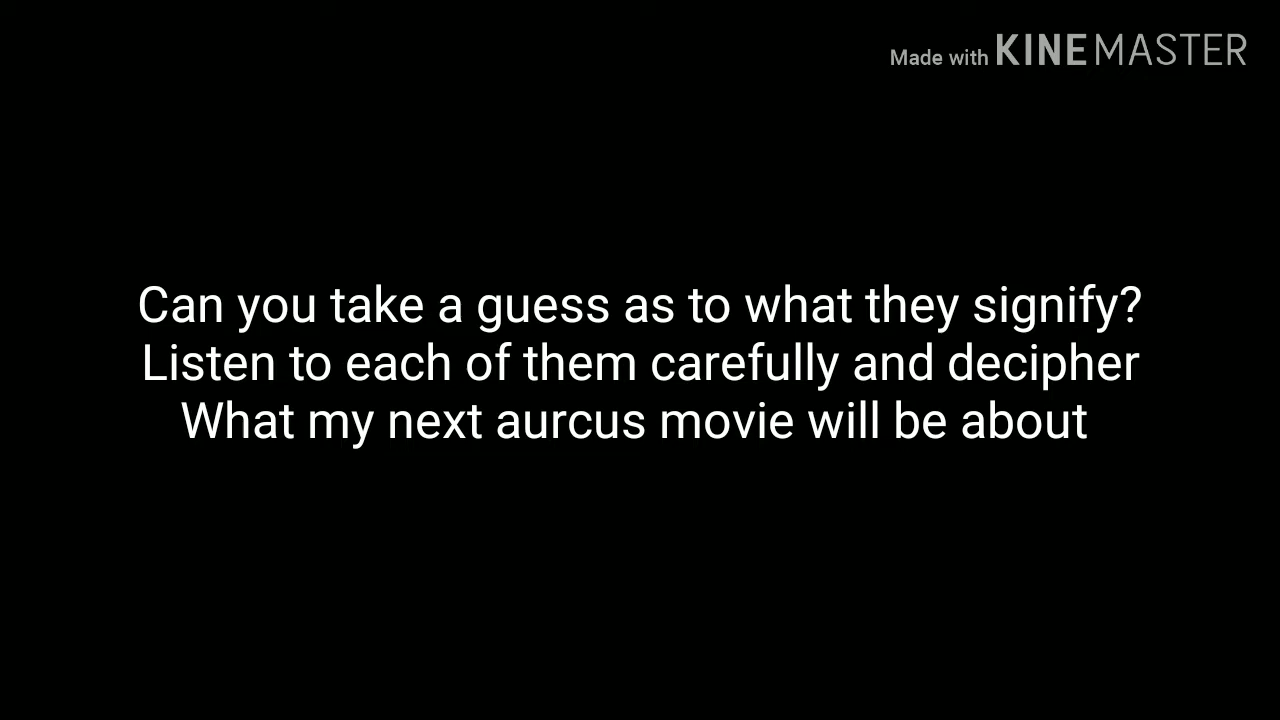 Made with KINEMASTER
Can you take a guess as to what they signify?
Listen to each of them carefully and decipher
What my next aurcus movie will be about